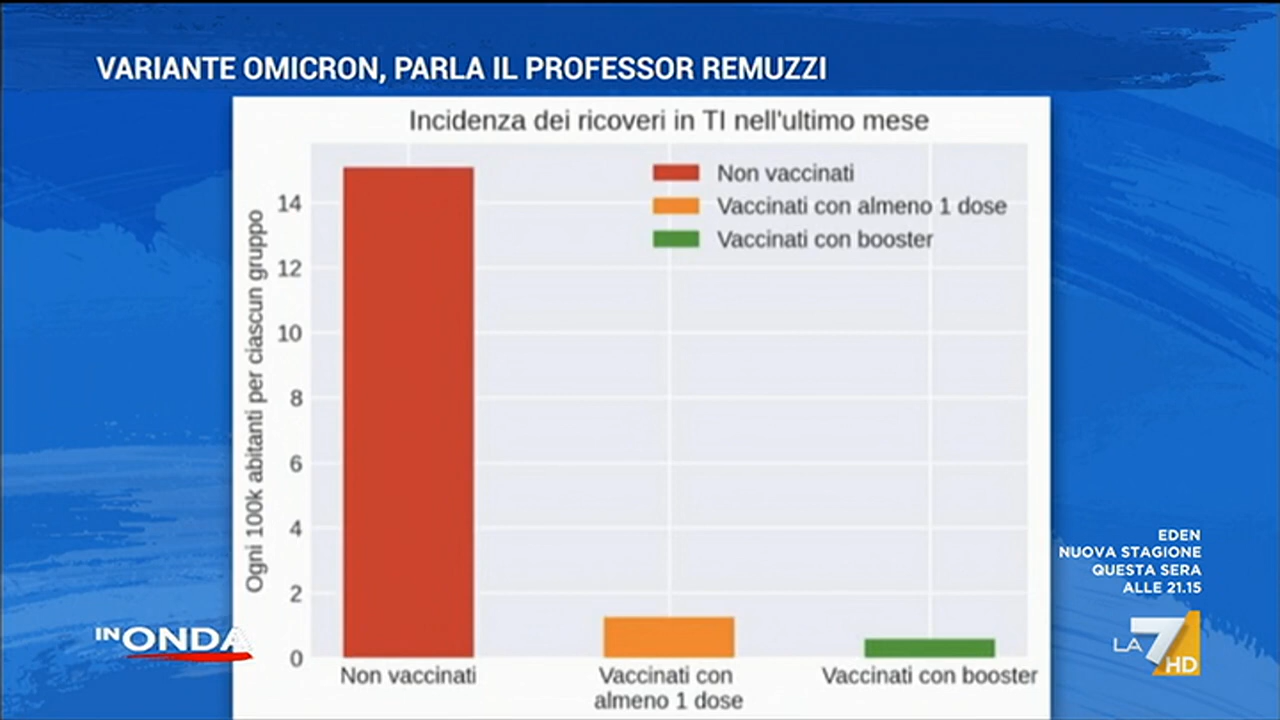 VARIANTE OMICRON, PARLA IL PROFESSOR REMUZZI
Incidenza dei ricoveri in TI nell'ultimo mese
Non vaccinati
Vaccinati con almeno 1 dose
Vaccinati con booster
Ogni 100k abitanti per ciascun gruppo
14
12
10
8
6
4
2
0
Non vaccinati
Vaccinati con
almeno 1 dose
Vaccinati con booster
EDEN
NUOVA STAGIONE
QUESTA SERA
ALLE 21.15
IN ONDA
LA 7 HD